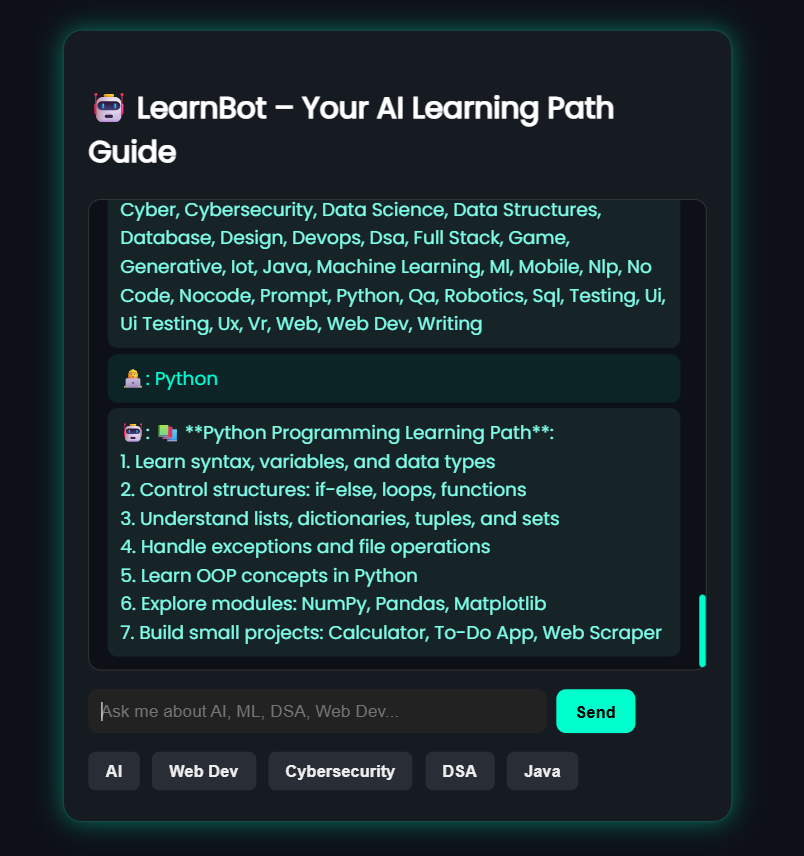 🤖 LearnBot – Your AI Learning Path
Guide
Cyber, Cybersecurity, Data Science, Data Structures,
Database, Design, Devops, Dsa, Full Stack, Game,
Generative, Iot, Java, Machine Learning, Ml, Mobile, Nlp, No
Code, Nocode, Prompt, Python, Qa, Robotics, Sql, Testing, Ui,
Ui Testing, Ux, Vr, Web, Web Dev, Writing
🧑‍💻: Python
🤖: 📚 **Python Programming Learning Path**:
1. Learn syntax, variables, and data types
2. Control structures: if-else, loops, functions
3. Understand lists, dictionaries, tuples, and sets
4. Handle exceptions and file operations
5. Learn OOP concepts in Python
6. Explore modules: NumPy, Pandas, Matplotlib
7. Build small projects: Calculator, To-Do App, Web Scraper
Ask me about AI, ML, DSA, Web Dev...
Send
AI
Web Dev
Cybersecurity
DSA
Java